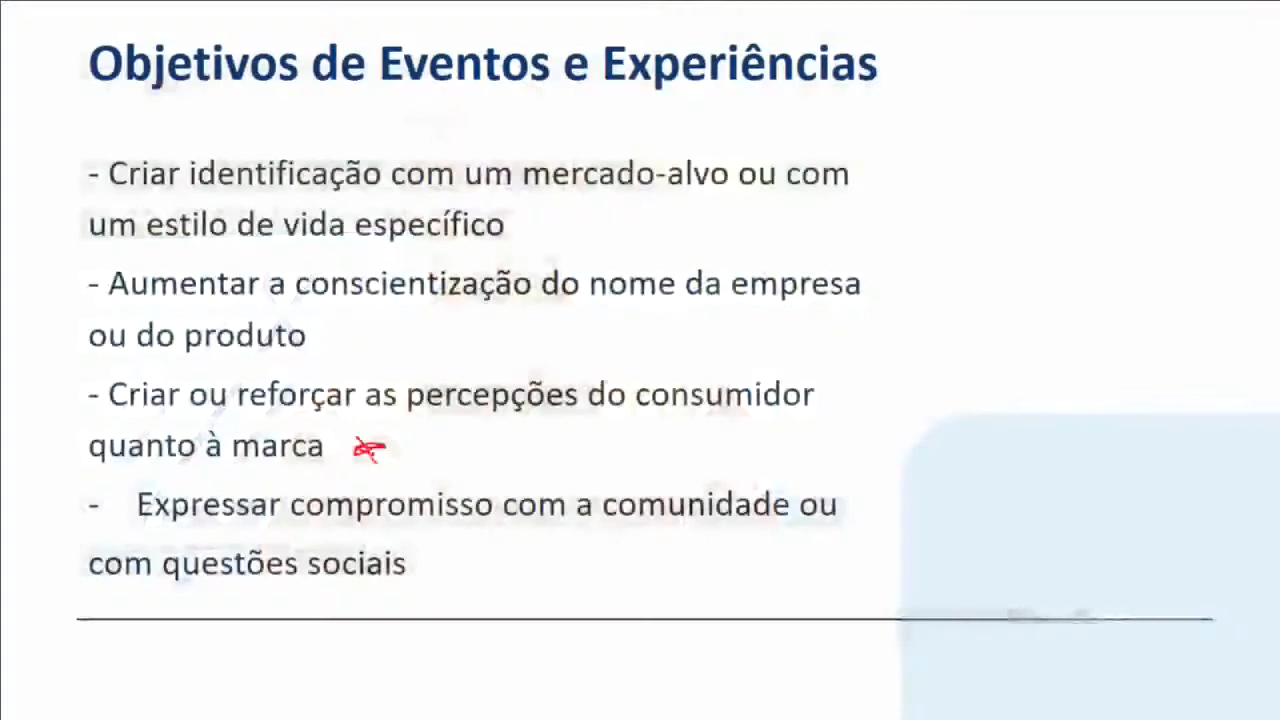 Objetivos de Eventos e Experiências
- Criar identificação com um mercado-alvo ou com
um estilo de vida específico
- Aumentar a conscientização do nome da empresa
ou do produto
- Criar ou reforçar as percepções do consumidor
quanto à marca
- Expressar compromisso com a comunidade ou
com questões sociais